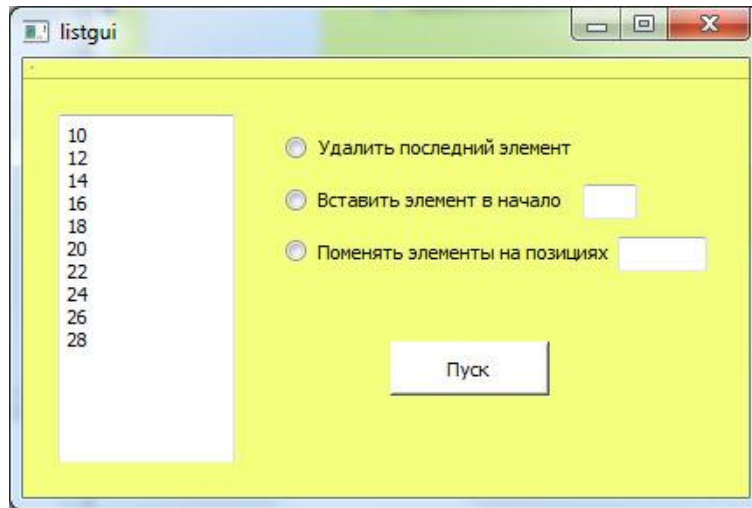 listgui
10
12
14
16
18
20
22
24
26
28
Удалить последний элемент
Вставить элемент в начало
Поменять элементы на позициях
Пуск